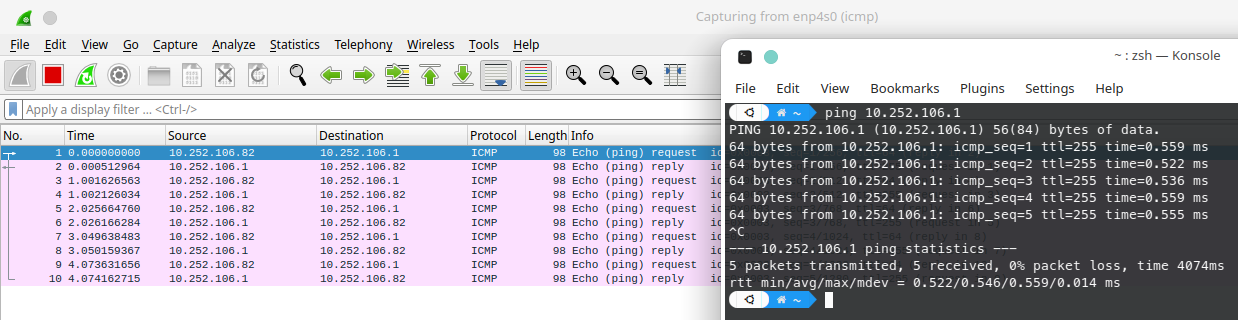 Capturing from enp4s0 (icmp)
File Edit View Go Capture Analyze Statistics Telephony Wireless Tools Help
Apply a display filter ... <Ctrl-/>
No. Time Source Destination Protocol Length Info
1 0.000000000 10.252.106.82 10.252.106.1 ICMP 98 Echo (ping) request
2 0.000512964 10.252.106.1 10.252.106.82 ICMP 98 Echo (ping) reply
3 1.001626563 10.252.106.82 10.252.106.1 ICMP 98 Echo (ping) request
4 1.002126034 10.252.106.1 10.252.106.82 ICMP 98 Echo (ping) reply
5 2.025664760 10.252.106.82 10.252.106.1 ICMP 98 Echo (ping) request
6 2.026166284 10.252.106.1 10.252.106.82 ICMP 98 Echo (ping) reply
7 3.049638483 10.252.106.82 10.252.106.1 ICMP 98 Echo (ping) request
8 3.050159367 10.252.106.1 10.252.106.82 ICMP 98 Echo (ping) reply
9 4.073631656 10.252.106.82 10.252.106.1 ICMP 98 Echo (ping) request
10 4.074162715 10.252.106.1 10.252.106.82 ICMP 98 Echo (ping) reply
~ : zsh — Konsole
File Edit View Bookmarks Plugins Settings Help
~ ping 10.252.106.1
PING 10.252.106.1 (10.252.106.1) 56(84) bytes of data.
64 bytes from 10.252.106.1: icmp_seq=1 ttl=255 time=0.559 ms
64 bytes from 10.252.106.1: icmp_seq=2 ttl=255 time=0.522 ms
64 bytes from 10.252.106.1: icmp_seq=3 ttl=255 time=0.536 ms
64 bytes from 10.252.106.1: icmp_seq=4 ttl=255 time=0.559 ms
64 bytes from 10.252.106.1: icmp_seq=5 ttl=255 time=0.555 ms
^C
--- 10.252.106.1 ping statistics ---
5 packets transmitted, 5 received, 0% packet loss, time 4074ms
rtt min/avg/max/mdev = 0.522/0.546/0.559/0.014 ms
~